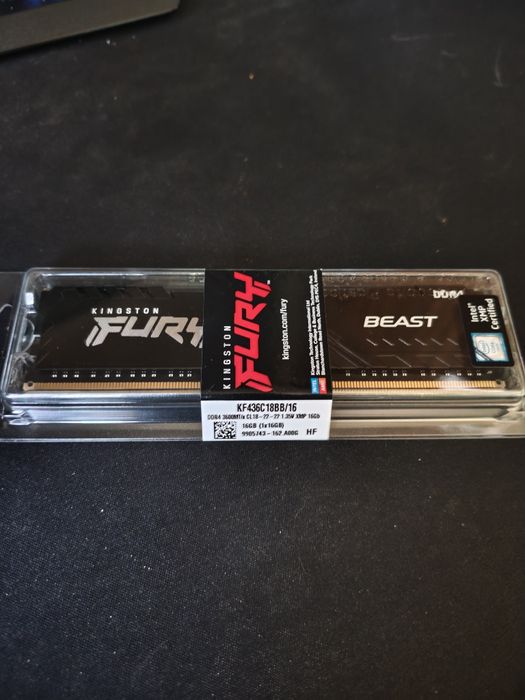 KINGSTON
FURY
KINGSTON
FURY
kingston.com/fury
DDR4
BEAST
Intel®
XMP
Certified
KF436C18BB/16
DDR4 3600MT/s CL18-22-22 1.35V XMP 16Gb
16GB (1x16GB)
9905743-162.A00G HF